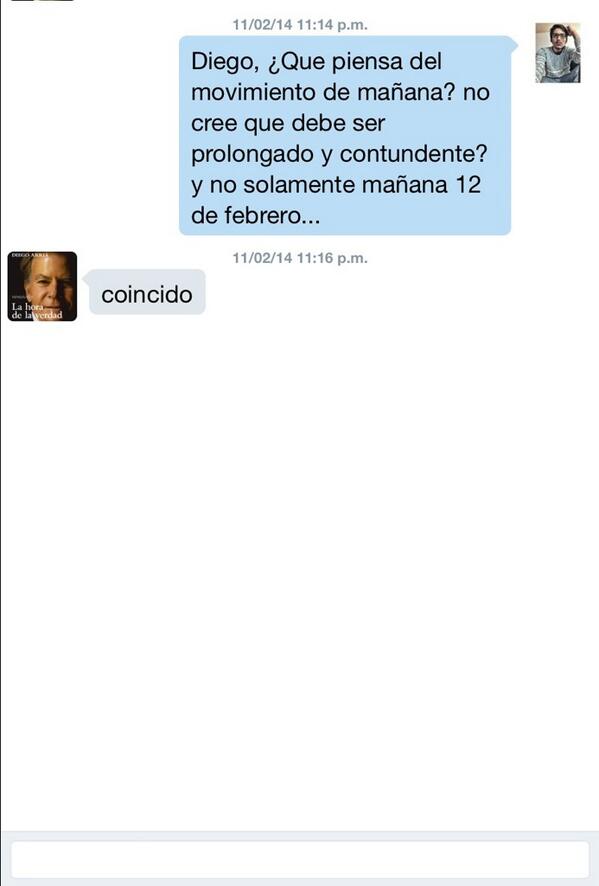 11/02/14 11:14 p.m.
Diego, ¿Que piensa del
movimiento de mañana? no
cree que debe ser
prolongado y contundente?
y no solamente mañana 12
de febrero...
11/02/14 11:16 p.m.
DIEGO ARRIA
La hora
de la verdad
coincido